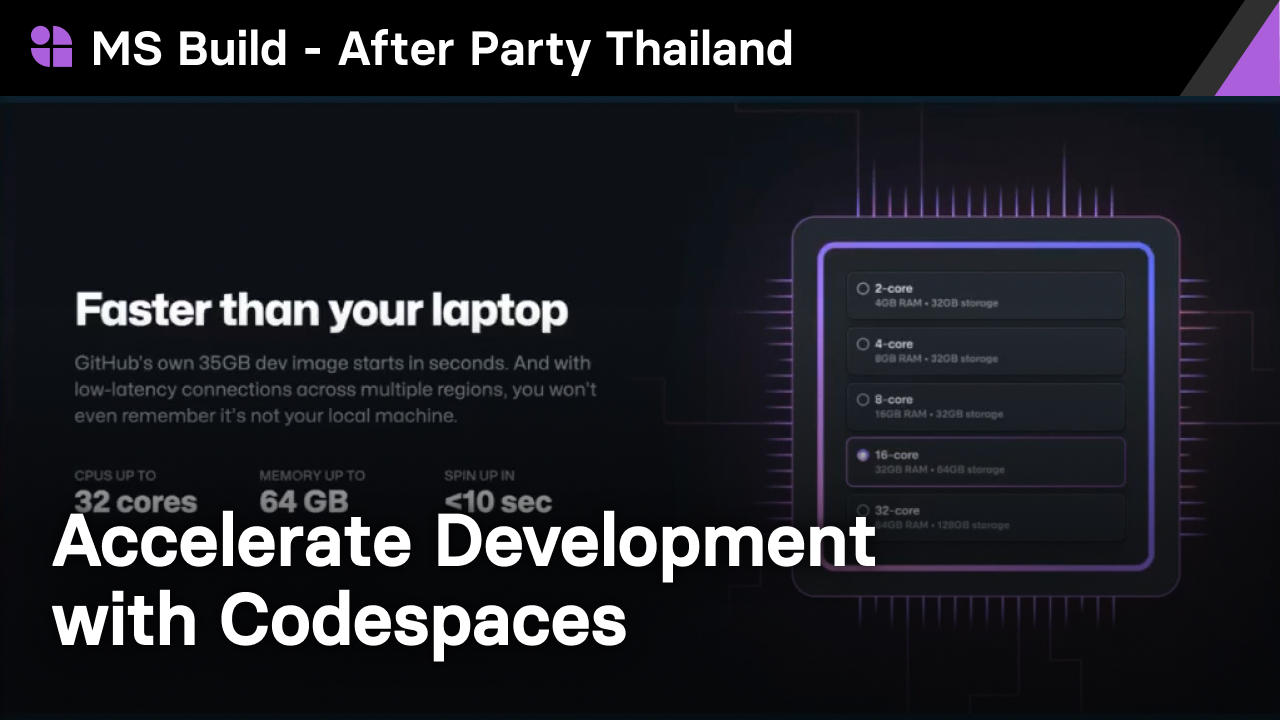 MS Build - After Party Thailand
Faster than your laptop
GitHub's own 35GB dev image starts in seconds. And with
low-latency connections across multiple regions, you won't
even remember it's not your local machine.
CPUS UP TO
32 cores
MEMORY UP TO
64 GB
SPIN UP IN
<10 sec
2-core
4GB RAM • 32GB storage
4-core
8GB RAM • 32GB storage
8-core
16GB RAM • 32GB storage
16-core
32GB RAM • 64GB storage
32-core
64GB RAM • 128GB storage
Accelerate Development
with Codespaces